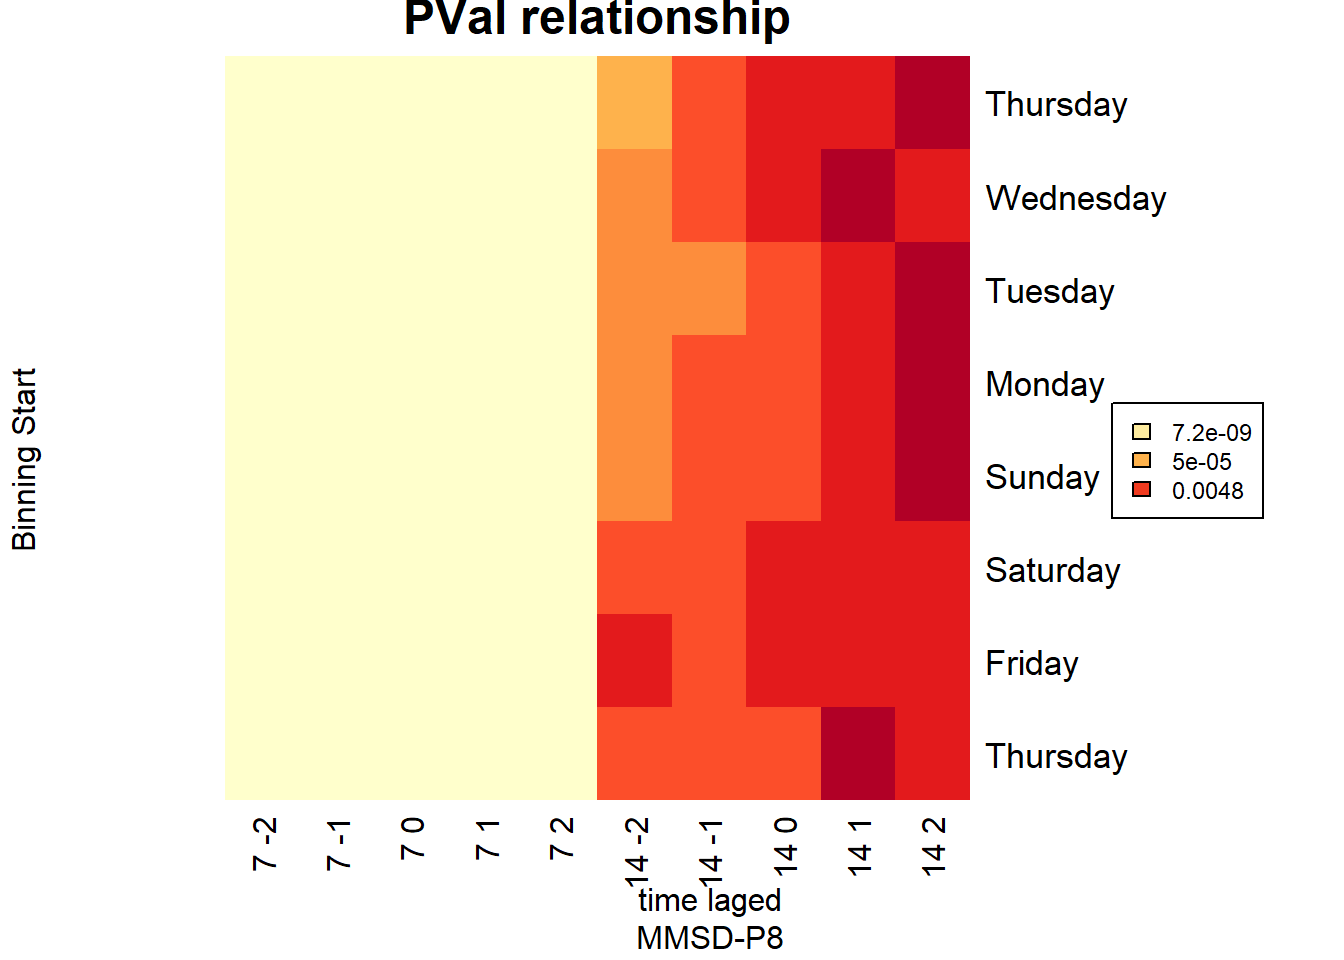 PVal relationship
Thursday
Wednesday
Tuesday
Monday
Sunday
Saturday
Friday
Thursday
Binning Start
7.2e-09
5e-05
0.0048
7 -2
7 -1
7 0
7 1
7 2
14 -2
14 -1
14 0
14 1
14 2
time laged
MMSD-P8